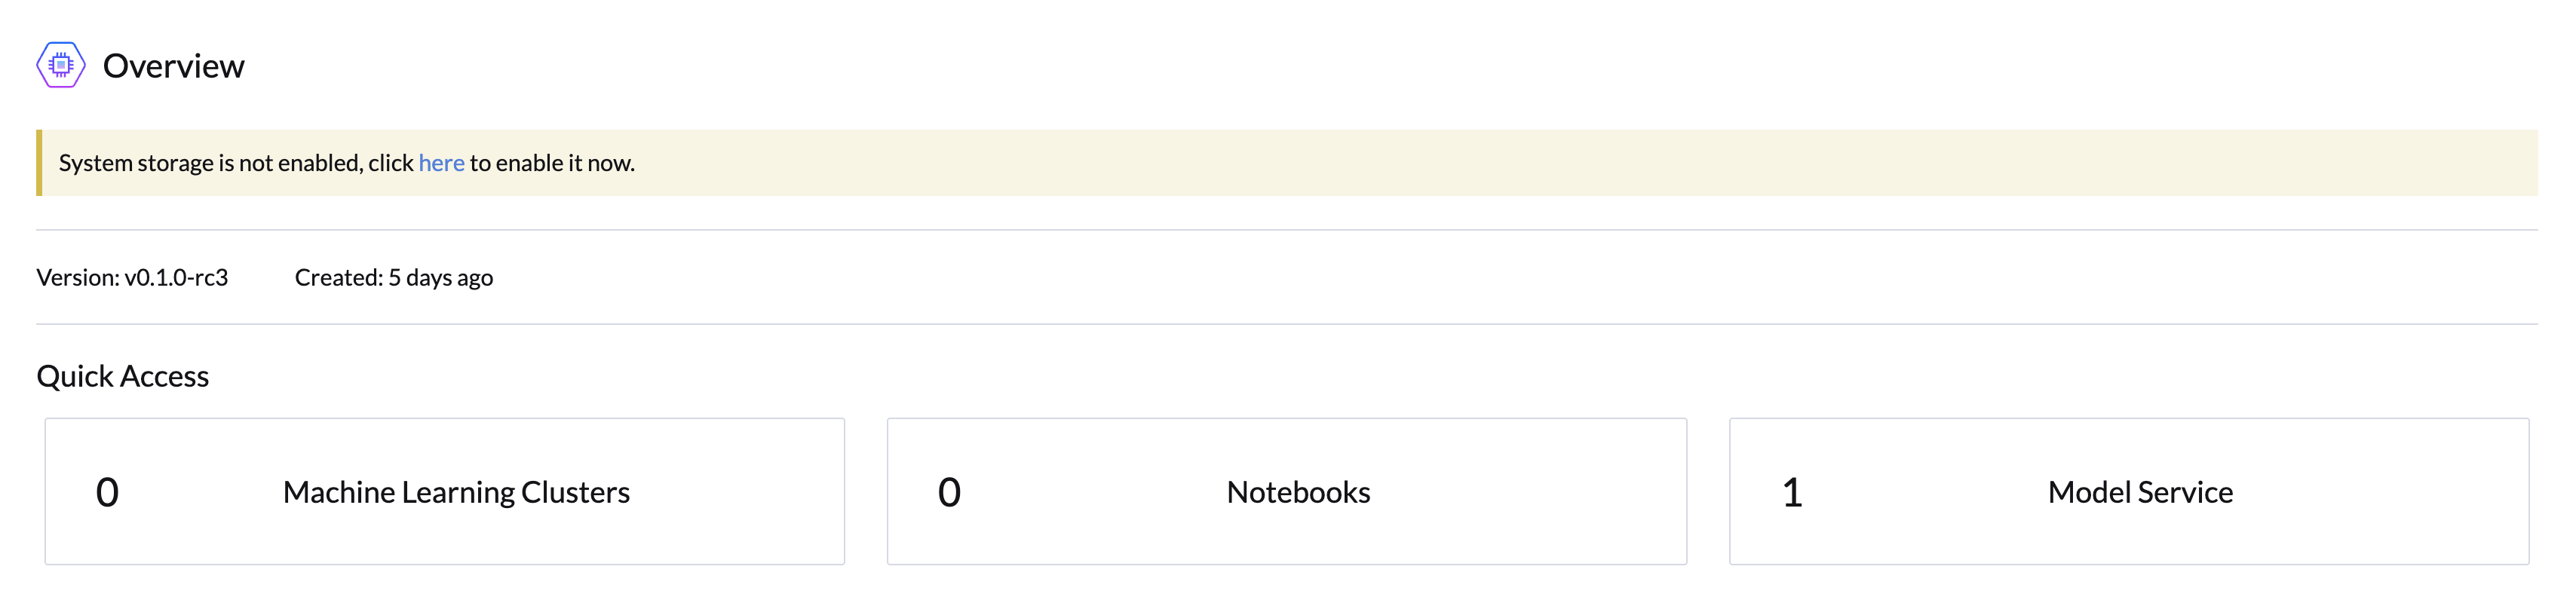 Overview
System storage is not enabled, click here to enable it now.
Version: v0.1.0-rc3 Created: 5 days ago
Quick Access
0 Machine Learning Clusters
0 Notebooks
1 Model Service